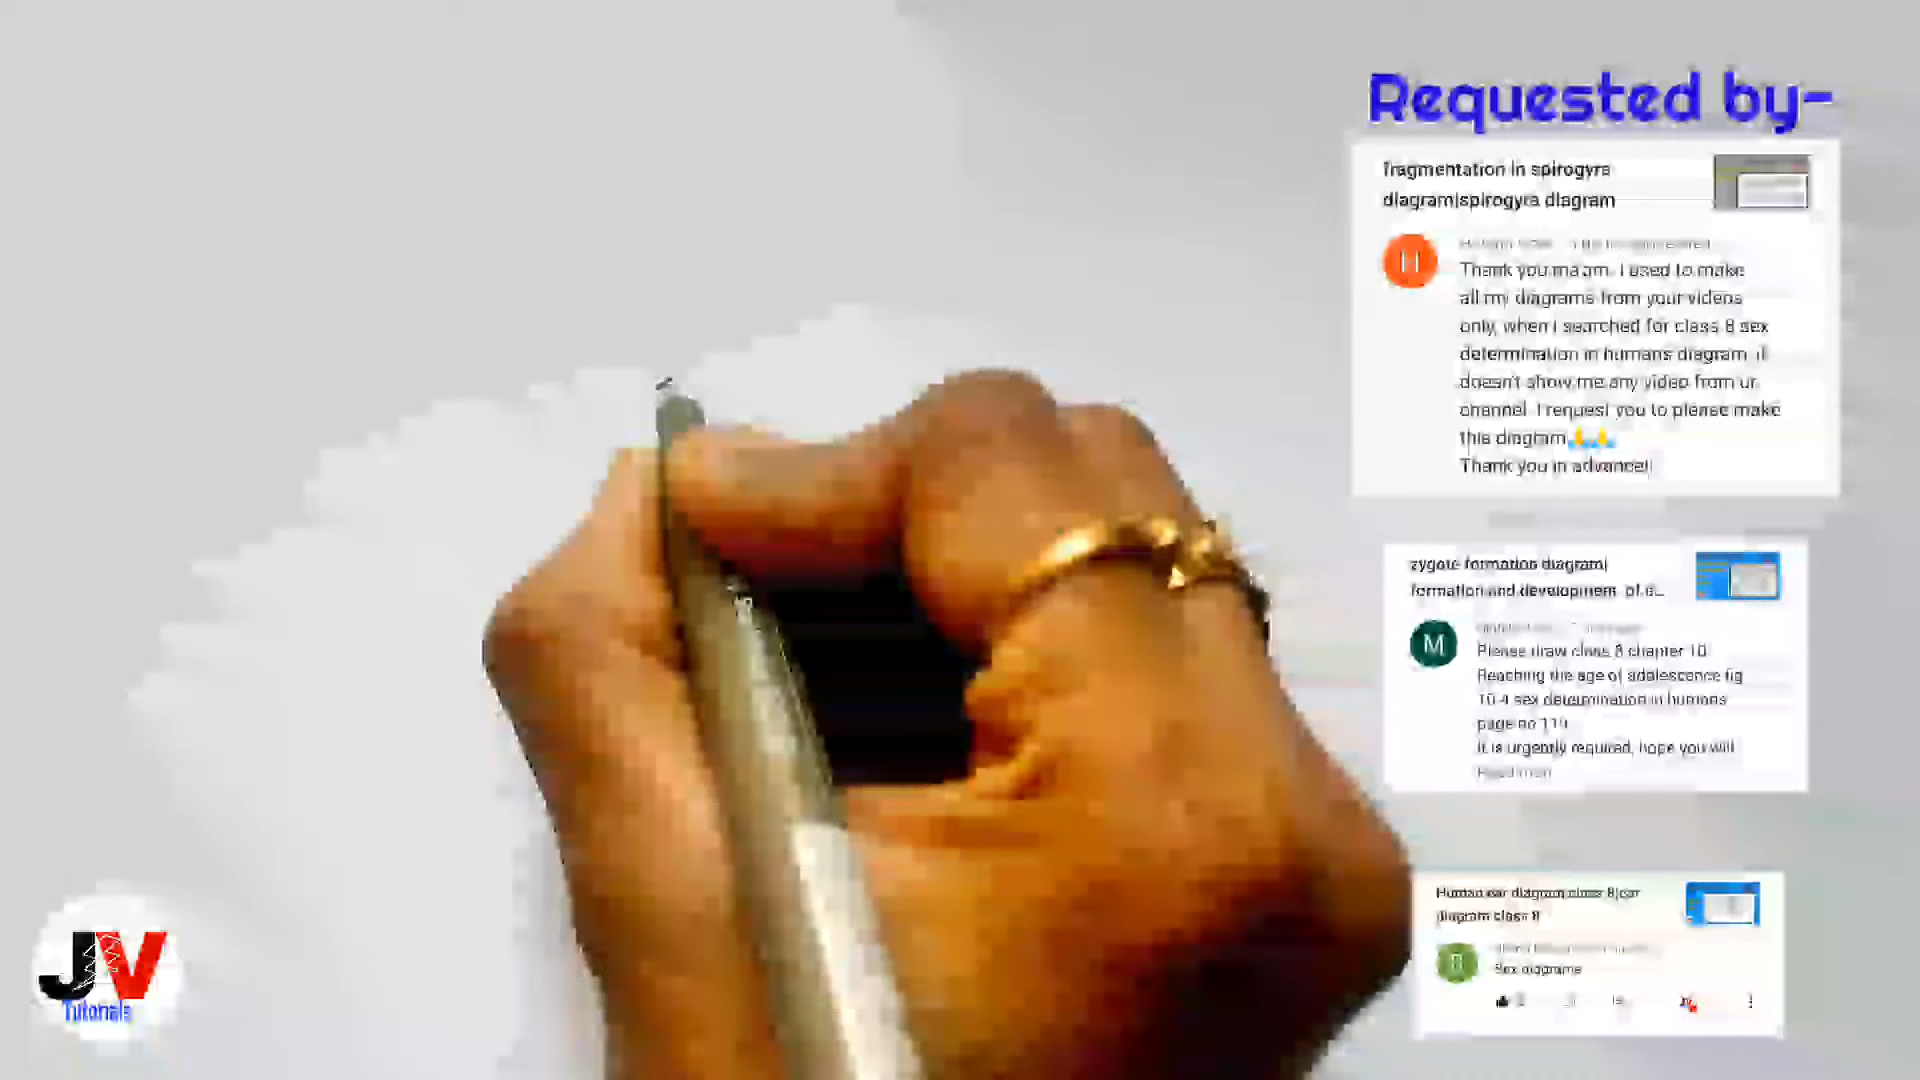 Requested by-
fragmentation in spirogyra
diagram|spirogyra diagram
H
Thank you ma'am. I used to make
all my diagrams from your videos
only, when I searched for class 8 sex
determination in humans diagram, it
doesn't show me any video from ur
channel. I request you to please make
this diagram🙏🙏
Thank you in advance!
zygote formation diagram|
formation and development of e...
M
Please draw class 8 chapter 10
Reaching the age of adolescence fig
10.4 sex determination in humans
page no 119
It is urgently required, hope you will
Read more
Human ear diagram class 8|ear
diagram class 8
Sex diagrams
JV
Tutorials